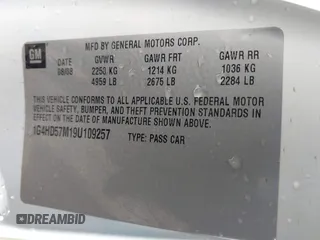 GM
MFD BY GENERAL MOTORS CORP.
DATE GVWR GAWR FRT GAWR RR
08/08 2250 KG 1214 KG 1036 KG
4959 LB 2675 LB 2284 LB
THIS VEHICLE CONFORMS TO ALL APPLICABLE U.S. FEDERAL MOTOR
VEHICLE SAFETY, BUMPER, AND THEFT PREVENTION STANDARDS IN
EFFECT ON THE DATE OF MANUFACTURE SHOWN ABOVE.
1G4HD57M19U109257 TYPE: PASS CAR